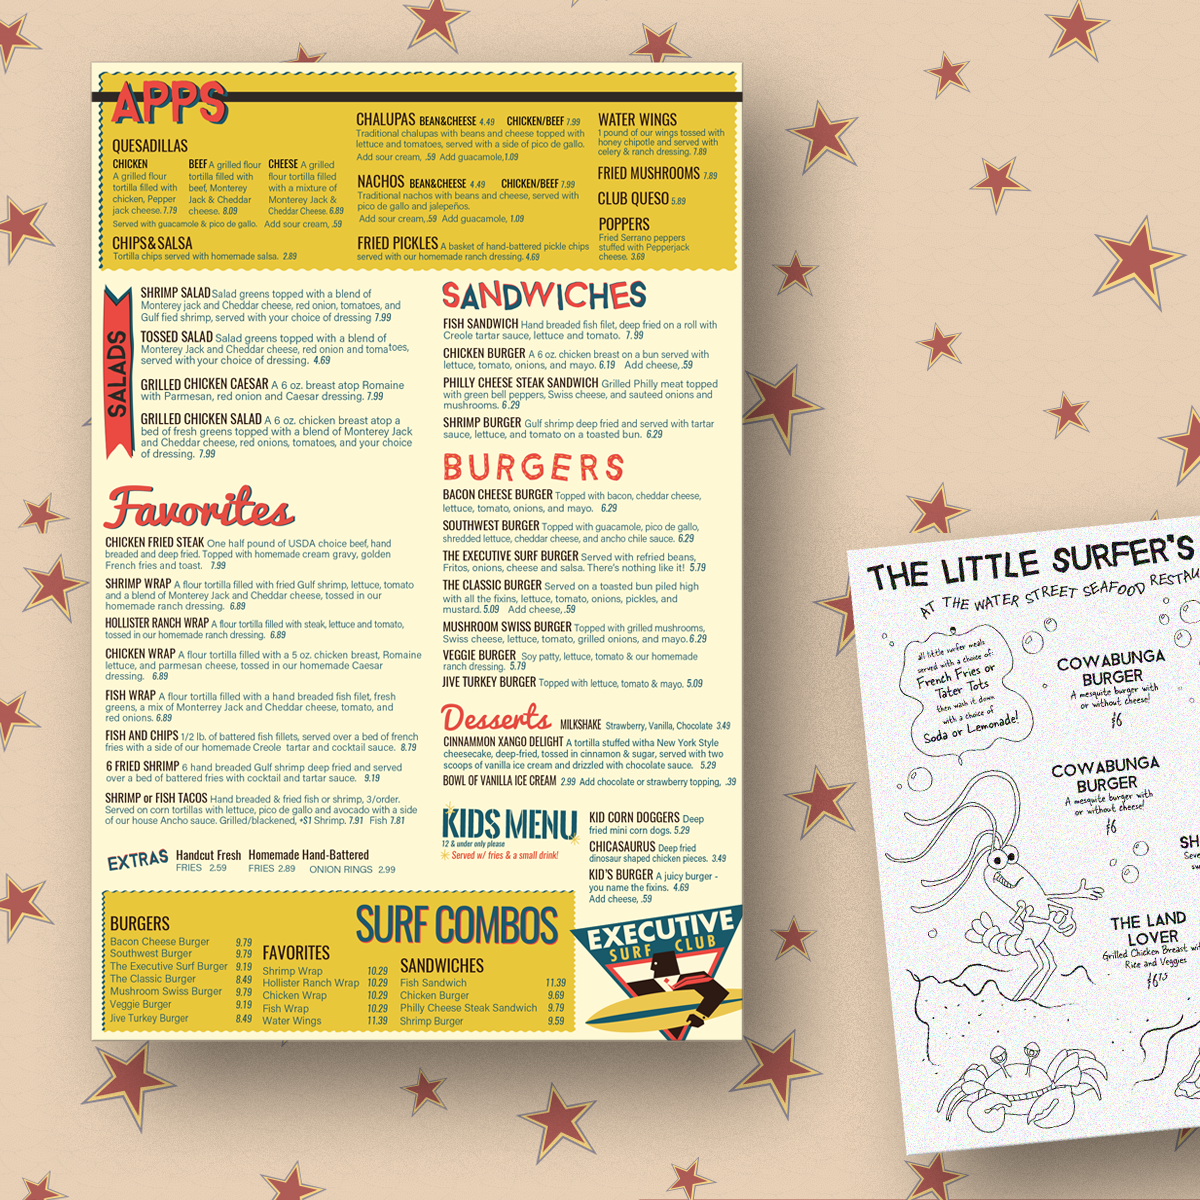 APPS
QUESADILLAS
CHICKEN
A grilled flour
tortilla filled with
chicken, Pepper
jack cheese. 7.79
BEEF A grilled flour
tortilla filled with
beef, Monterey
Jack & Cheddar
cheese. 8.09
CHEESE A grilled
flour tortilla filled
with a mixture of
Monterey Jack &
Cheddar Cheese. 6.89
Served with guacamole & pico de gallo. Add sour cream, .59
CHIPS&SALSA
Tortilla chips served with homemade salsa. 2.89
CHALUPAS BEAN&CHEESE 4.49 CHICKEN/BEEF 7.99
Traditional chalupas with beans and cheese topped with
lettuce and tomatoes, served with a side of pico de gallo.
Add sour cream, .59 Add guacamole,1.09
NACHOS BEAN&CHEESE 4.49 CHICKEN/BEEF 7.99
Traditional nachos with beans and cheese, served with
pico de gallo and jalepeños.
Add sour cream,.59 Add guacamole, 1.09
FRIED PICKLES A basket of hand-battered pickle chips
served with our homemade ranch dressing. 4.69
WATER WINGS
1 pound of our wings tossed with
honey chipotle and served with
celery & ranch dressing. 7.89
FRIED MUSHROOMS 7.89
CLUB QUESO 5.89
POPPERS
Fried Serrano peppers
stuffed with Pepperjack
cheese. 3.69
SALADS
SHRIMP SALAD Salad greens topped with a blend of
Monterey jack and Cheddar cheese, red onion, tomatoes, and
Gulf fied shrimp, served with your choice of dressing 7.99
TOSSED SALAD Salad greens topped with a blend of
Monterey Jack and Cheddar cheese, red onion and tomatoes,
served with your choice of dressing. 4.69
GRILLED CHICKEN CAESAR A 6 oz. breast atop Romaine
with Parmesan, red onion and Caesar dressing. 7.99
GRILLED CHICKEN SALAD A 6 oz. chicken breast atop a
bed of fresh greens topped with a blend of Monterey Jack
and Cheddar cheese, red onions, tomatoes, and your choice
of dressing. 7.99
Favorites
CHICKEN FRIED STEAK One half pound of USDA choice beef, hand
breaded and deep fried. Topped with homemade cream gravy, golden
French fries and toast. 7.99
SHRIMP WRAP A flour tortilla filled with fried Gulf shrimp, lettuce, tomato
and a blend of Monterey Jack and Cheddar cheese, tossed in our
homemade ranch dressing. 6.89
HOLLISTER RANCH WRAP A flour tortilla filled with steak, lettuce and tomato,
tossed in our homemade ranch dressing. 6.89
CHICKEN WRAP A flour tortilla filled with a 5 oz. chicken breast, Romaine
lettuce, and parmesan cheese, tossed in our homemade Caesar
dressing. 6.89
FISH WRAP A flour tortilla filled with a hand breaded fish filet, fresh
greens, a mix of Monterrey Jack and Cheddar cheese, tomato, and
red onions. 6.89
FISH AND CHIPS 1/2 lb. of battered fish fillets, served over a bed of french
fries with a side of our homemade Creole tartar and cocktail sauce. 8.79
6 FRIED SHRIMP 6 hand breaded Gulf shrimp deep fried and served
over a bed of battered fries with cocktail and tartar sauce. 9.19
SHRIMP or FISH TACOS Hand breaded & fried fish or shrimp, 3/order.
Served on corn tortillas with lettuce, pico de gallo and avocado with a side
of our house Ancho sauce. Grilled/blackened, +$1 Shrimp. 7.91 Fish 7.81
EXTRAS
Handcut Fresh
FRIES 2.59
Homemade Hand-Battered
FRIES 2.89 ONION RINGS 2.99
SANDWICHES
FISH SANDWICH Hand breaded fish filet, deep fried on a roll with
Creole tartar sauce, lettuce and tomato. 7.99
CHICKEN BURGER A 6 oz. chicken breast on a bun served with
lettuce, tomato, onions, and mayo. 6.19 Add cheese,.59
PHILLY CHEESE STEAK SANDWICH Grilled Philly meat topped
with green bell peppers, Swiss cheese, and sauteed onions and
mushrooms. 6.29
SHRIMP BURGER Gulf shrimp deep fried and served with tartar
sauce, lettuce, and tomato on a toasted bun. 6.29
BURGERS
BACON CHEESE BURGER Topped with bacon, cheddar cheese,
lettuce, tomato, onions, and mayo. 6.29
SOUTHWEST BURGER Topped with guacamole, pico de gallo,
shredded lettuce, cheddar cheese, and ancho chile sauce. 6.29
THE EXECUTIVE SURF BURGER Served with refried beans,
Fritos, onions, cheese and salsa. There's nothing like it! 5.79
THE CLASSIC BURGER Served on a toasted bun piled high
with all the fixins, lettuce, tomato, onions, pickles, and
mustard. 5.09 Add cheese,.59
MUSHROOM SWISS BURGER Topped with grilled mushrooms,
Swiss cheese, lettuce, tomato, grilled onions, and mayo. 6.29
VEGGIE BURGER Soy patty, lettuce, tomato & our homemade
ranch dressing. 5.79
JIVE TURKEY BURGER Topped with lettuce, tomato & mayo. 5.09
Desserts MILKSHAKE Strawberry, Vanilla, Chocolate 3.49
CINNAMMON XANGO DELIGHT A tortilla stuffed witha New York Style
cheesecake, deep-fried, tossed in cinnamon & sugar, served with two
scoops of vanilla ice cream and drizzled with chocolate sauce. 5.29
BOWL OF VANILLA ICE CREAM 2.99 Add chocolate or strawberry topping, .39
KIDS MENU
12 & under only please
Served w/ fries & a small drink!
KID CORN DOGGERS Deep
fried mini corn dogs. 5.29
CHICASAURUS Deep fried
dinosaur shaped chicken pieces. 3.49
KID'S BURGER A juicy burger -
you name the fixins. 4.69
Add cheese, .59
SURF COMBOS
BURGERS
Bacon Cheese Burger 9.79
Southwest Burger 9.79
The Executive Surf Burger 9.19
The Classic Burger 8.49
Mushroom Swiss Burger 9.79
Veggie Burger 9.19
Jive Turkey Burger 8.49
FAVORITES
Shrimp Wrap 10.29
Hollister Ranch Wrap 10.29
Chicken Wrap 10.29
Fish Wrap 10.29
Water Wings 11.39
SANDWICHES
Fish Sandwich 11.39
Chicken Burger 9.69
Philly Cheese Steak Sandwich 9.79
Shrimp Burger 9.59
EXECUTIVE
SURF CLUB
THE LITTLE SURFER'S
AT THE WATER STREET SEAFOOD RESTAU
all little surfer meals
served with a choice of:
French Fries or
Tater Tots
then wash it down
with a choice of
Soda or Lemonade!
COWABUNGA
BURGER
A mesquite burger with
or without cheese!
$6
COWABUNGA
BURGER
A mesquite burger with
or without cheese!
$6
SH
Seve
sw
THE LAND
LOVER
Grilled Chicken Breast wi
Rice and Veggies